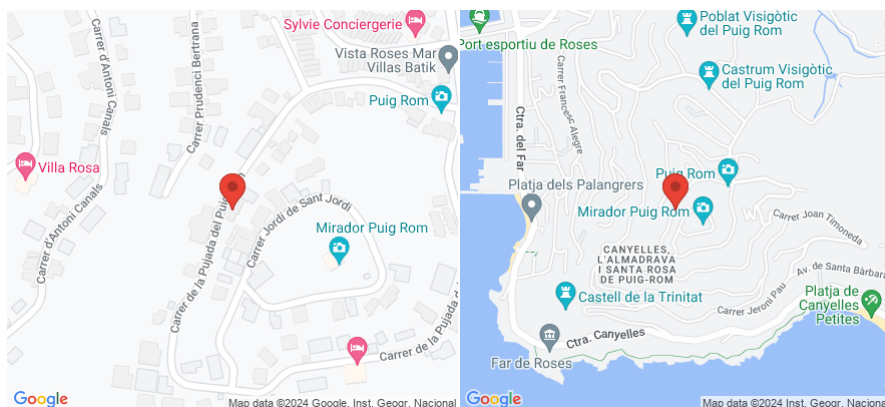 Sylvie Conciergerie
Carrer d'Antoni Canals
Carrer Prudenci Bertrana
Vista Roses Mar
Villas Batik
Puig Rom
Villa Rosa
Carrer d'Antoni Canals
Carrer de la Pujada del Puig
Carrer Jordi de Sant Jordi
Mirador Puig Rom
Carrer de la Pujada d
Google
Map data ©2024 Google, Inst. Geogr. Nacional
Port esportiu de Roses
Poblat Visigòtic
del Puig Rom
Carrer Francesc Alegre
Castrum Visigòtic
del Puig Rom
Ctra. del Far
Puig Rom
Platja dels Palangrers
Mirador Puig Rom
Carrer Joan Timoneda
CANYELLES,
L'ALMADRAVA
I SANTA ROSA
DE PUIG-ROM
Av. de Santa Bàrbara
Castell de la Trinitat
Carrer Jeroni Pau
Platja de
Canyelles
Petites
Ctra. Canyelles
Far de Roses
Google
Map data ©2024 Google, Inst. Geogr. Nacional